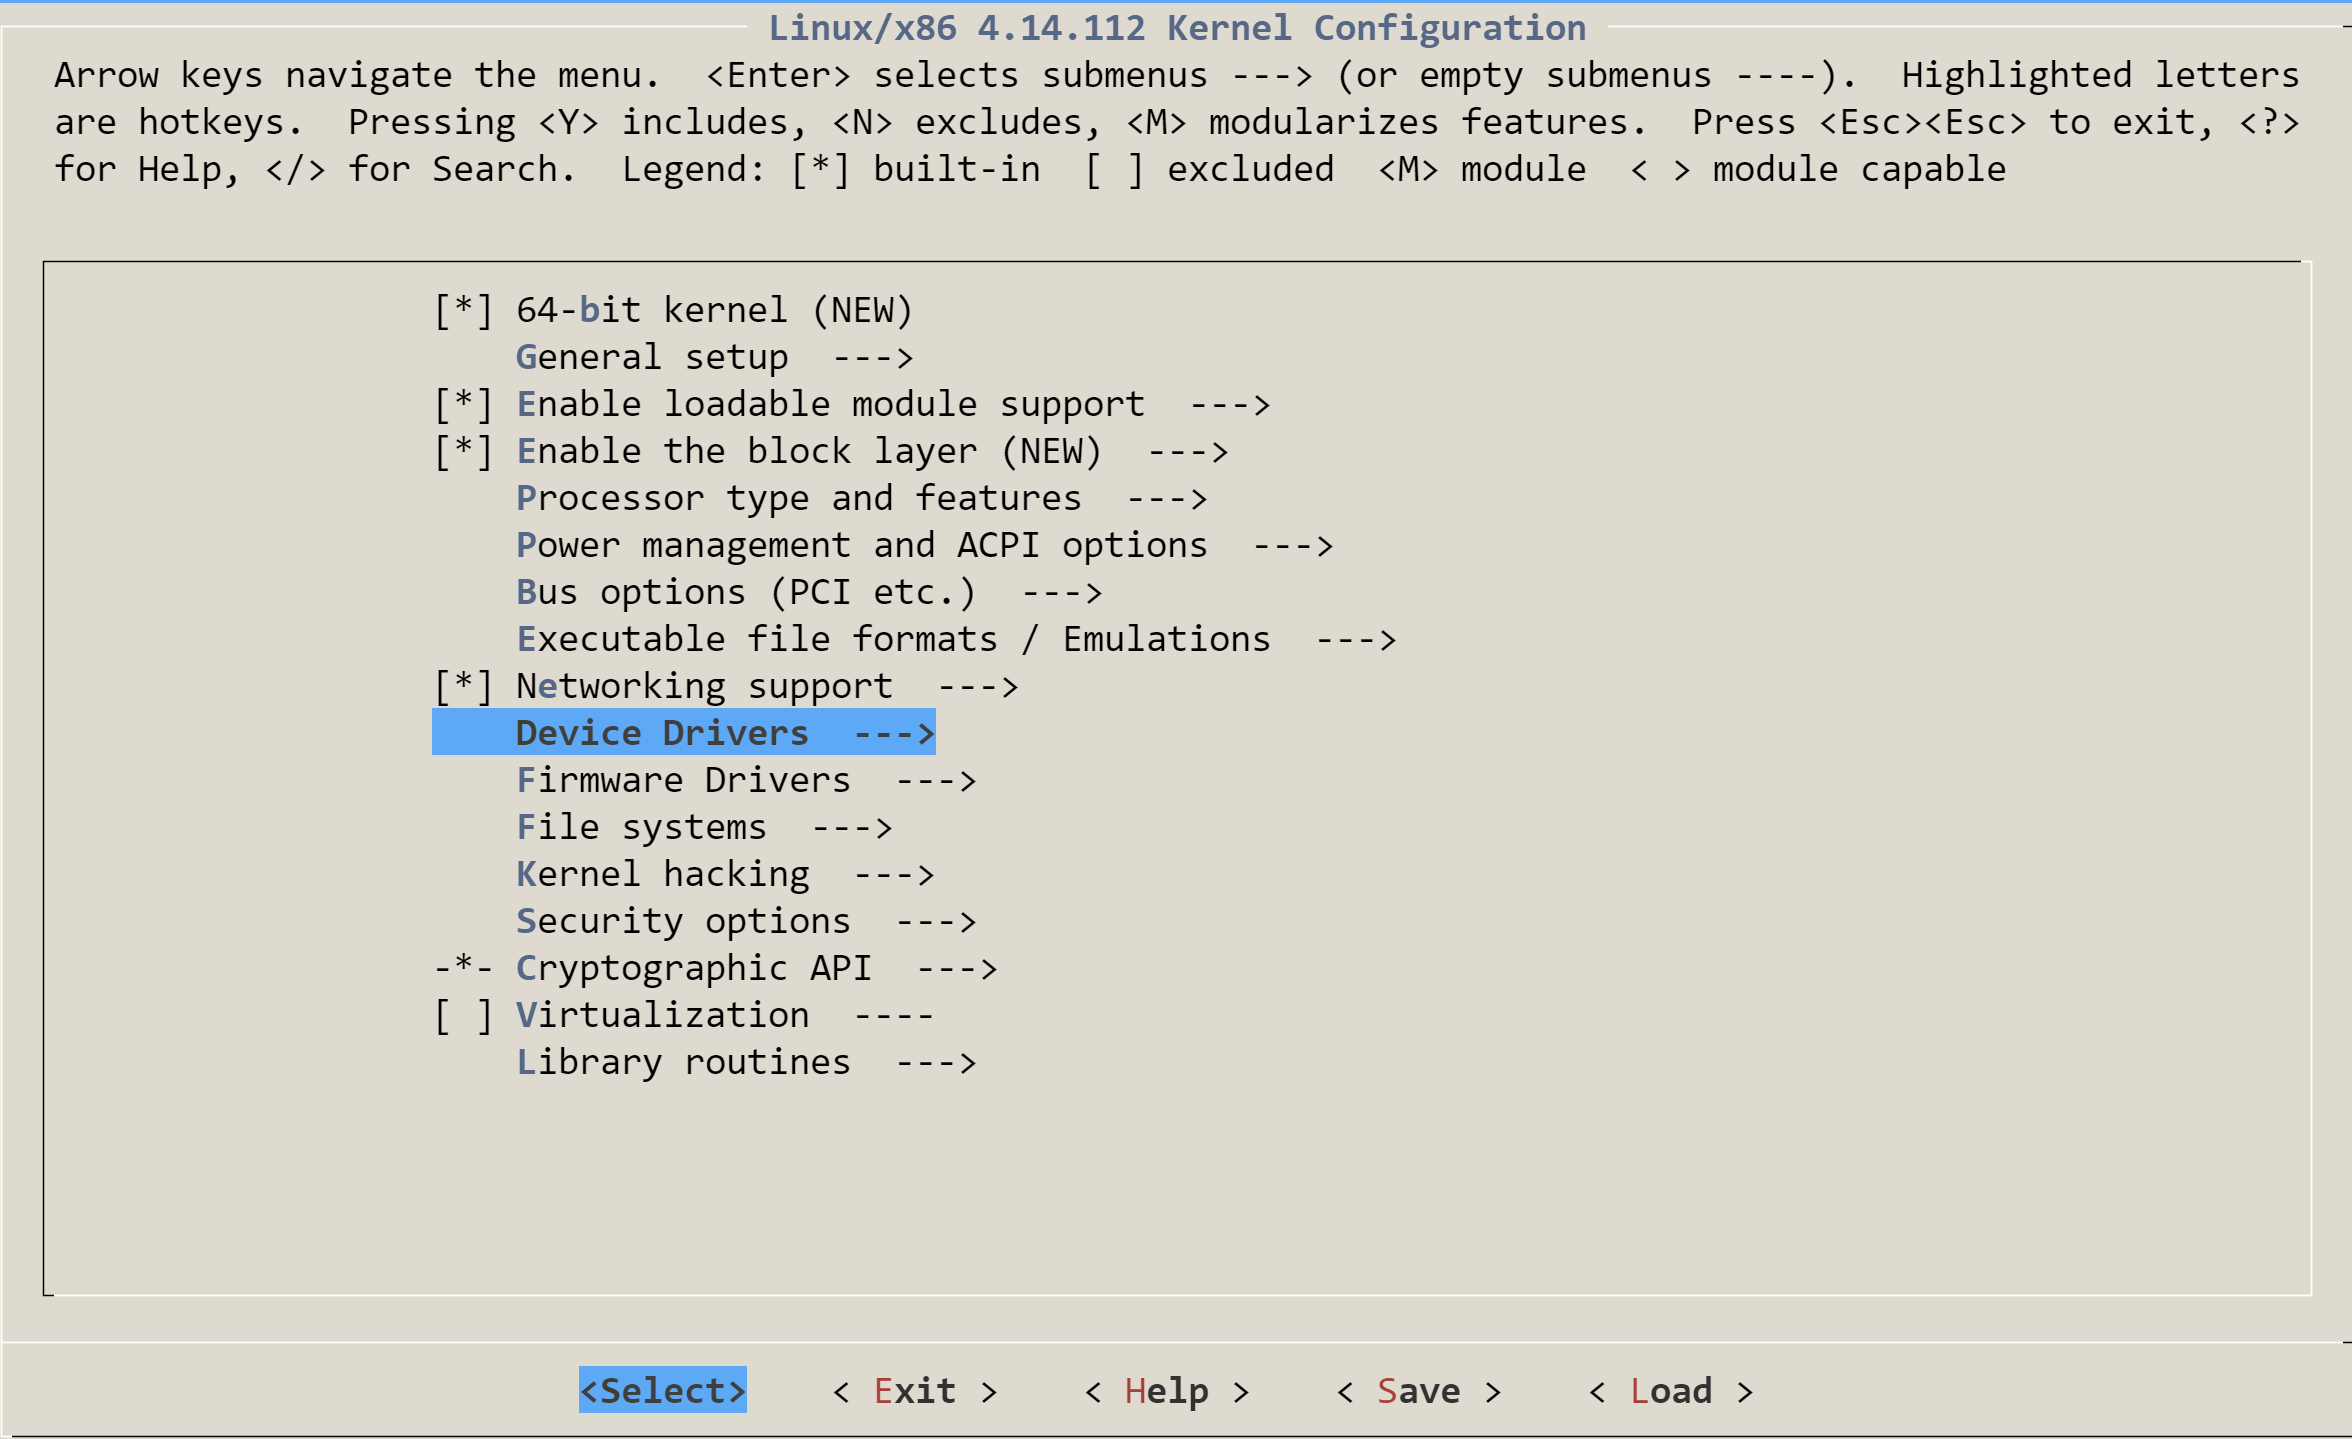 Linux/x86 4.14.112 Kernel Configuration
Arrow keys navigate the menu.  <Enter> selects submenus ---> (or empty submenus ----).  Highlighted letters
are hotkeys.  Pressing <Y> includes, <N> excludes, <M> modularizes features.  Press <Esc><Esc> to exit, <?>
for Help, </> for Search.  Legend: [*] built-in  [ ] excluded  <M> module  < > module capable
[*] 64-bit kernel (NEW)
    General setup  --->
[*] Enable loadable module support  --->
[*] Enable the block layer (NEW)  --->
    Processor type and features  --->
    Power management and ACPI options  --->
    Bus options (PCI etc.)  --->
    Executable file formats / Emulations  --->
[*] Networking support  --->
    Device Drivers  --->
    Firmware Drivers  --->
    File systems  --->
    Kernel hacking  --->
    Security options  --->
-*- Cryptographic API  --->
[ ] Virtualization  ----
    Library routines  --->
<Select>    < Exit >    < Help >    < Save >    < Load >